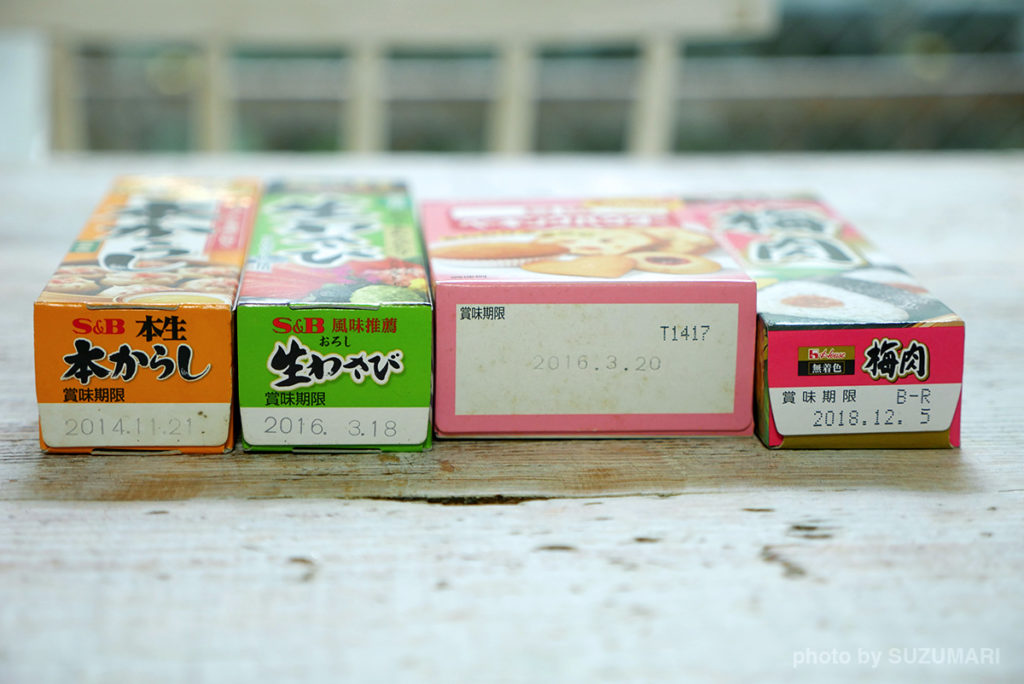 S&B 本生
本からし
賞味期限
2014.11.21.
S&B 風味推薦
おろし
生わさび
賞味期限
2016. 3.18
賞味期限
T1417
2016.3.20
梅
肉
House
無着色
梅肉
賞味期限 B-R
2018.12. 5
photo by SUZUMARI